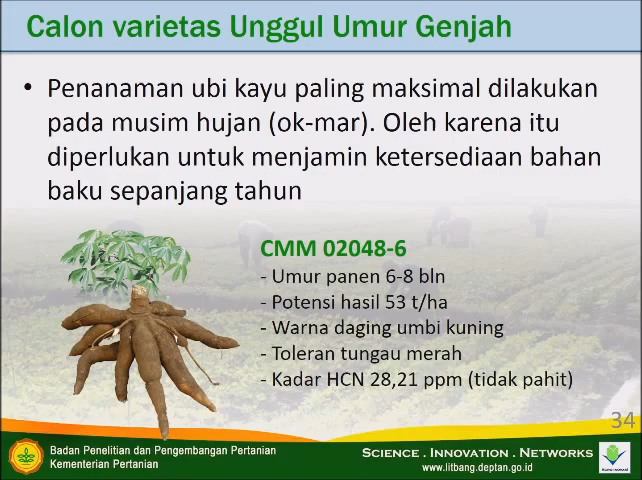 Calon varietas Unggul Umur Genjah
• Penanaman ubi kayu paling maksimal dilakukan
pada musim hujan (ok-mar). Oleh karena itu
diperlukan untuk menjamin ketersediaan bahan
baku sepanjang tahun
CMM 02048-6
- Umur panen 6-8 bln
- Potensi hasil 53 t/ha
- Warna daging umbi kuning
- Toleran tungau merah
- Kadar HCN 28,21 ppm (tidak pahit)
34
Badan Penelitian dan Pengembangan Pertanian
Kementerian Pertanian
SCIENCE . INNOVATION . NETWORKS
www.litbang.deptan.go.id